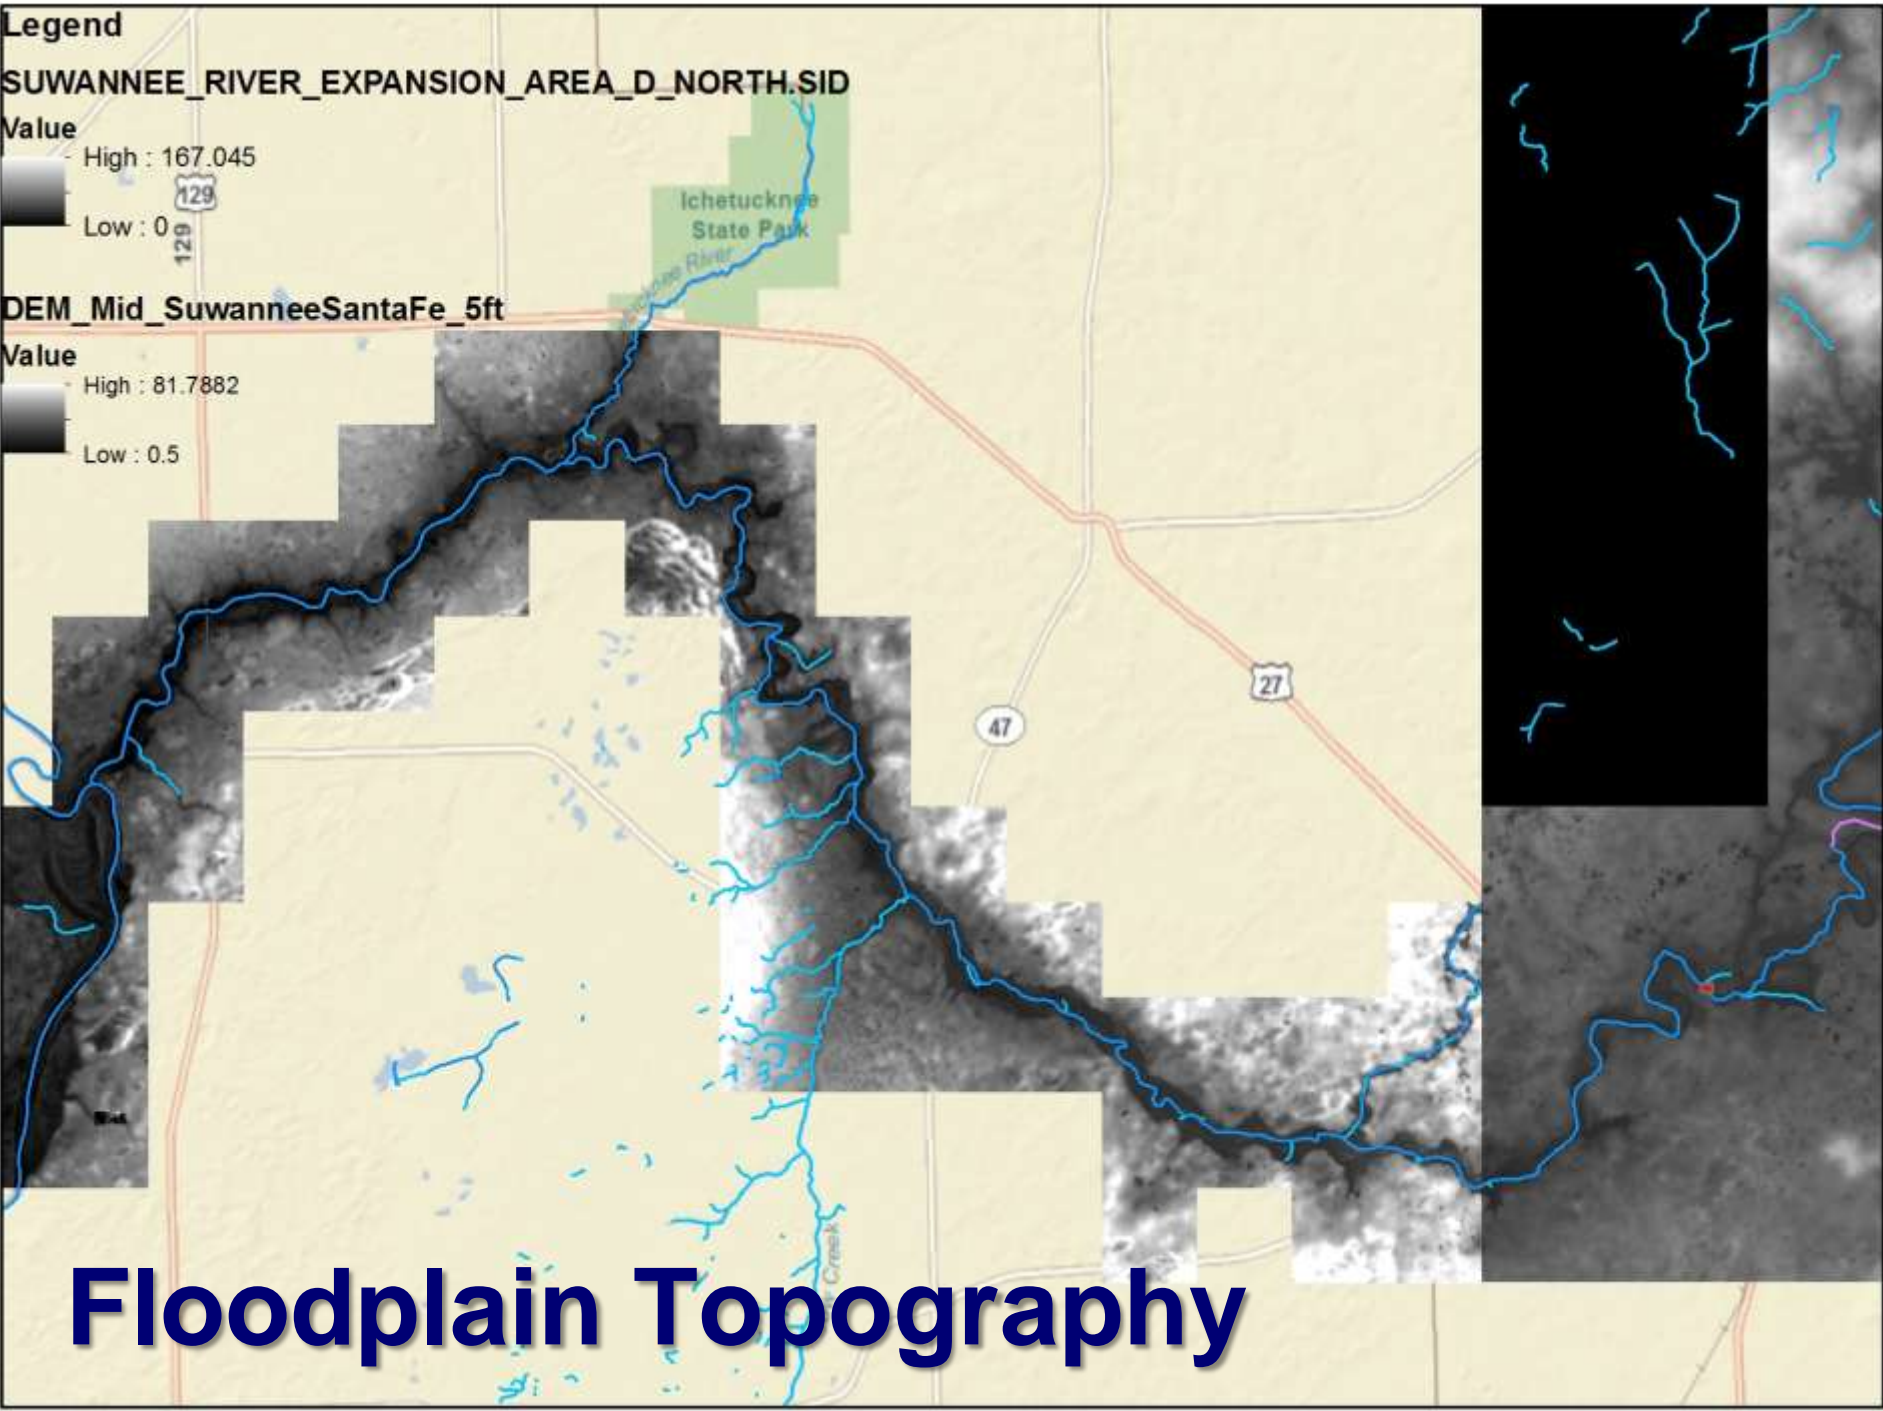 Legend
SUWANNEE_RIVER_EXPANSION_AREA_D_NORTH.SID
Value
High : 167.045
129
Low : 0
129
Ichetucknee
State Park
River
DEM_Mid_SuwanneeSantaFe_5ft
Value
High : 81.7882
Low : 0.5
27
47
Creek
Floodplain Topography